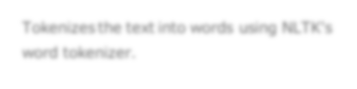 Tokenizes the text into words using NLTK's
word tokenizer.